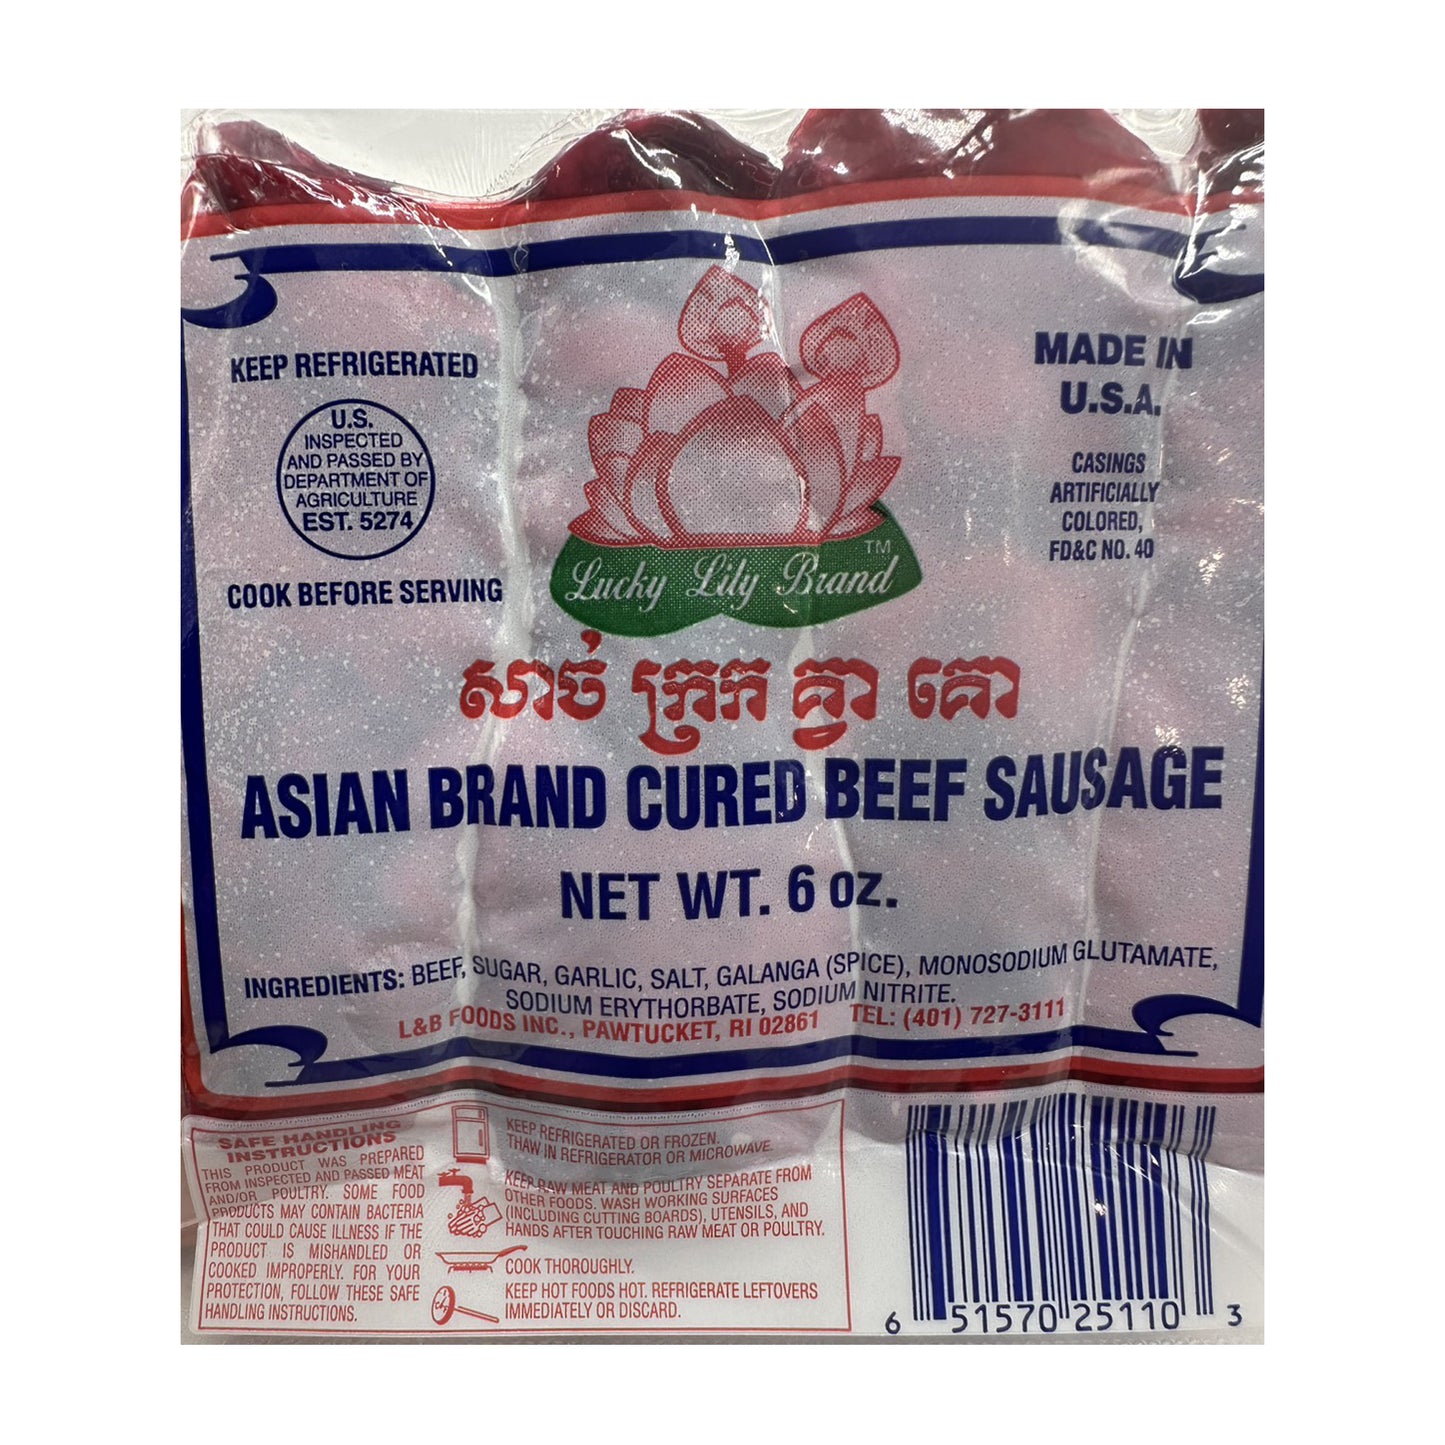 KEEP REFRIGERATED
U.S.
INSPECTED
AND PASSED BY
DEPARTMENT OF
AGRICULTURE
EST. 5274
COOK BEFORE SERVING
Lucky Lily Brand TM
MADE IN
U.S.A.
CASINGS
ARTIFICIALLY
COLORED,
FD&C NO. 40
សាច់ ក្រក គ្វា គោ
ASIAN BRAND CURED BEEF SAUSAGE
NET WT. 6 OZ.
INGREDIENTS: BEEF, SUGAR, GARLIC, SALT, GALANGA (SPICE), MONOSODIUM GLUTAMATE,
SODIUM ERYTHORBATE, SODIUM NITRITE.
L&B FOODS INC., PAWTUCKET, RI 02861 TEL: (401) 727-3111
SAFE HANDLING
INSTRUCTIONS
THIS PRODUCT WAS PREPARED
FROM INSPECTED AND PASSED MEAT
AND/OR POULTRY. SOME FOOD
PRODUCTS MAY CONTAIN BACTERIA
THAT COULD CAUSE ILLNESS IF THE
PRODUCT IS MISHANDLED OR
COOKED IMPROPERLY. FOR YOUR
PROTECTION, FOLLOW THESE SAFE
HANDLING INSTRUCTIONS.
KEEP REFRIGERATED OR FROZEN.
THAW IN REFRIGERATOR OR MICROWAVE.
KEEP RAW MEAT AND POULTRY SEPARATE FROM
OTHER FOODS. WASH WORKING SURFACES
(INCLUDING CUTTING BOARDS), UTENSILS, AND
HANDS AFTER TOUCHING RAW MEAT OR POULTRY.
COOK THOROUGHLY.
KEEP HOT FOODS HOT. REFRIGERATE LEFTOVERS
IMMEDIATELY OR DISCARD.
6 51570 25110 3